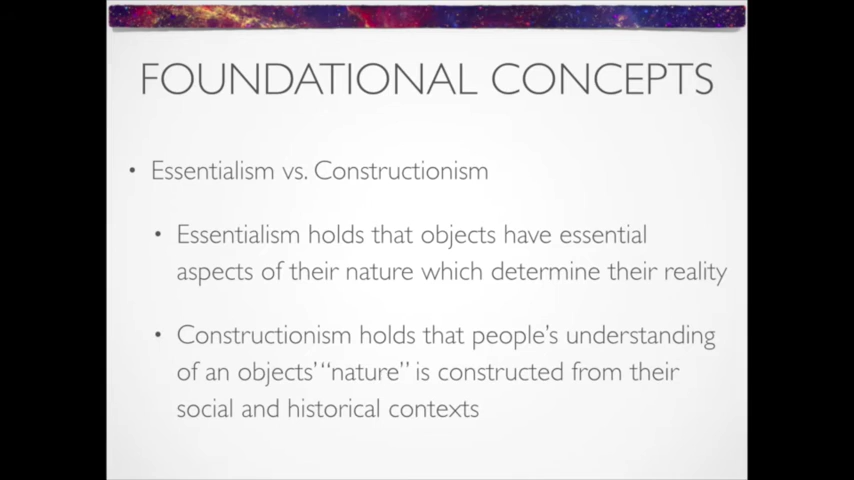 FOUNDATIONAL CONCEPTS
• Essentialism vs. Constructionism
• Essentialism holds that objects have essential
aspects of their nature which determine their reality
• Constructionism holds that people’s understanding
of an objects’ “nature” is constructed from their
social and historical contexts